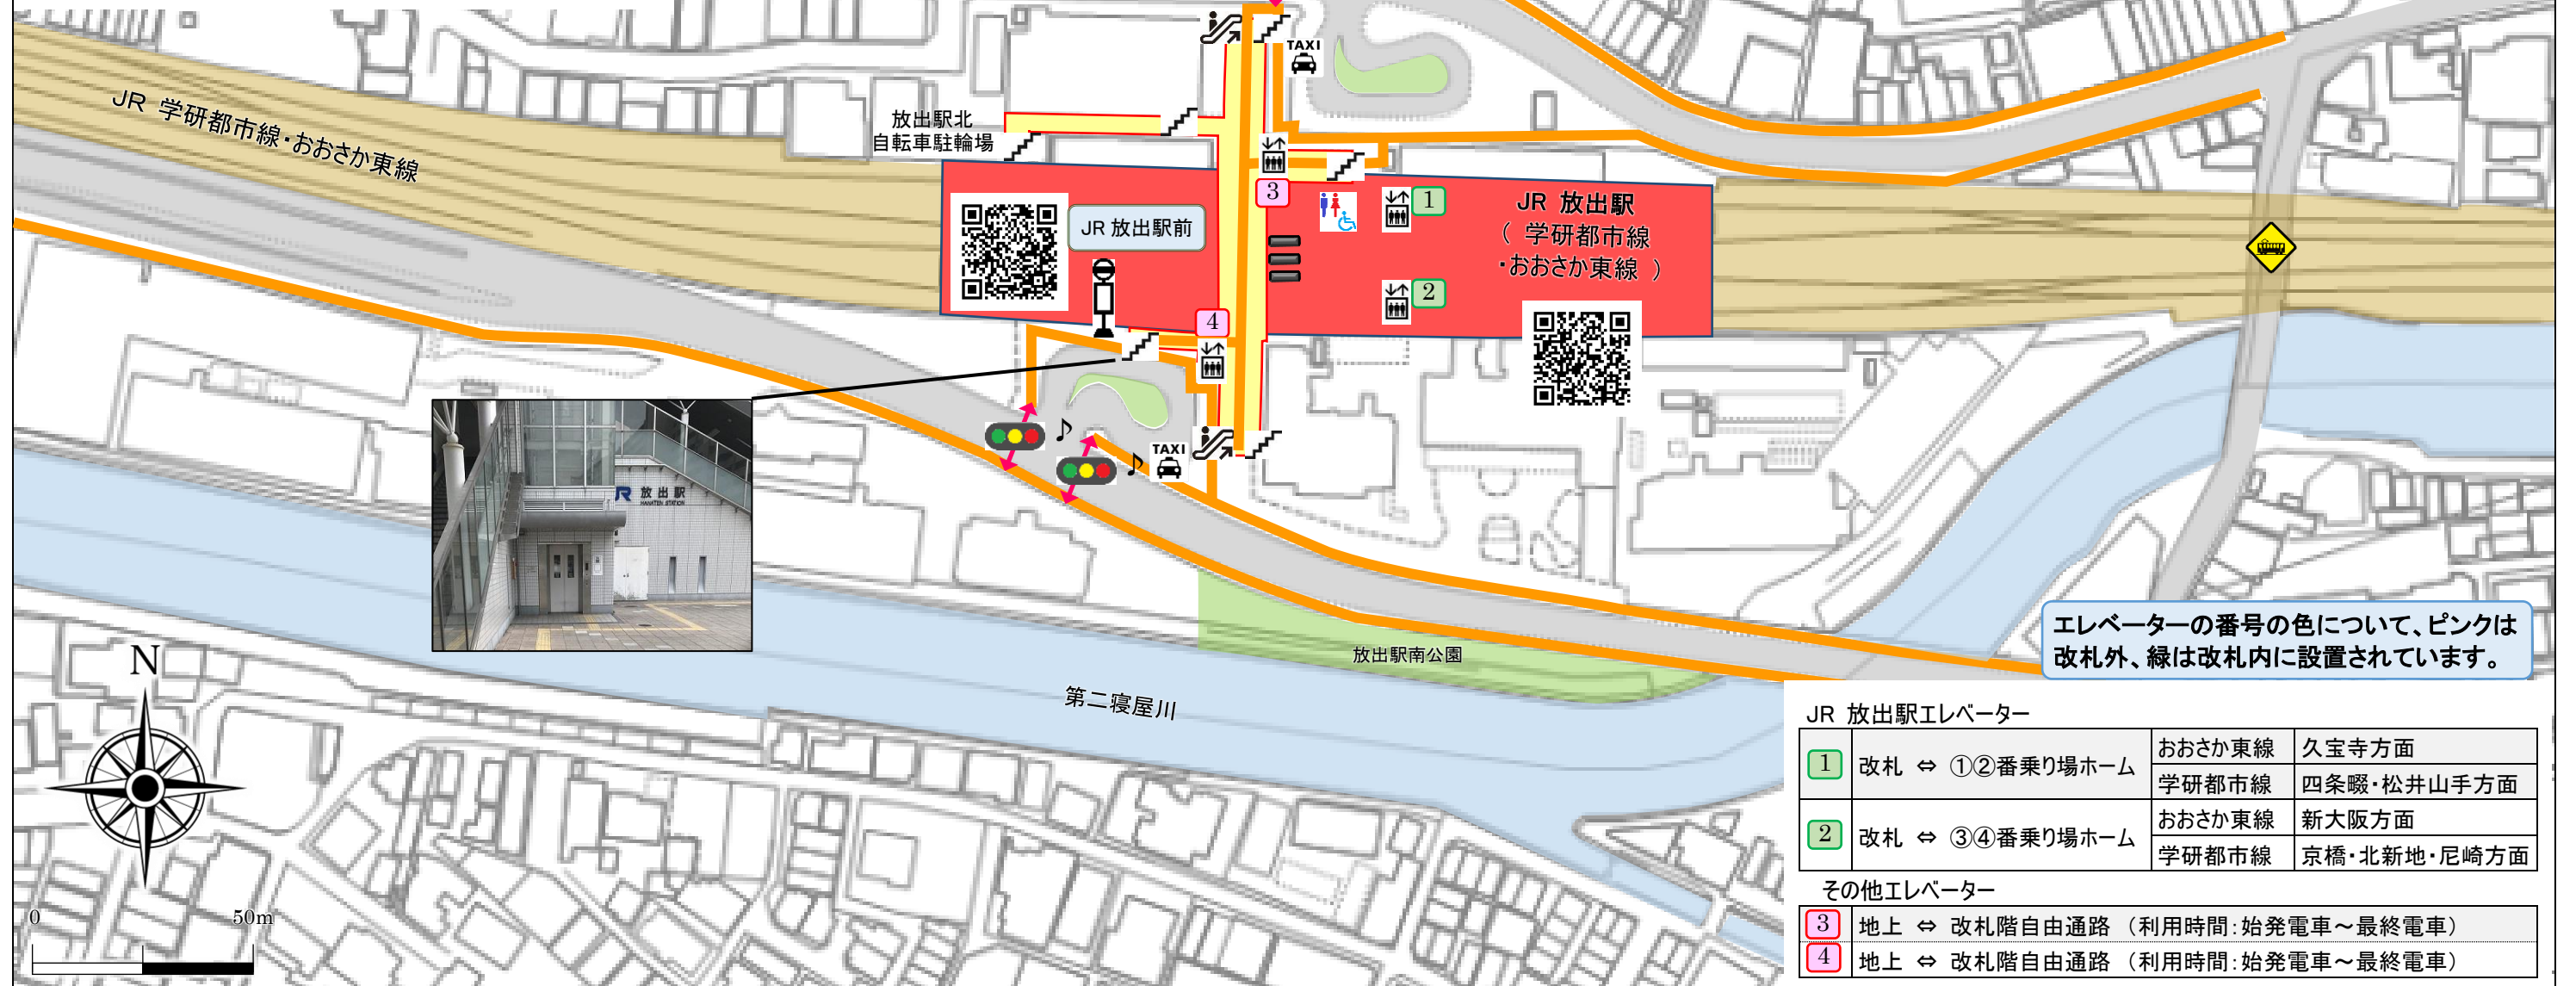 TAXI
放出駅北
自転車駐輪場
JR 学研都市線・おおさか東線
3
1
JR 放出駅前
JR 放出駅
（ 学研都市線
・おおさか東線 ）
2
4
TAXI
放出駅
HANATEN STATION
放出駅南公園
第二寝屋川
N
0 50m
エレベーターの番号の色について、ピンクは
改札外、緑は改札内に設置されています。
JR 放出駅エレベーター
1 改札 ⇔ ①②番乗り場ホーム おおさか東線 久宝寺方面
学研都市線 四条畷・松井山手方面
2 改札 ⇔ ③④番乗り場ホーム おおさか東線 新大阪方面
学研都市線 京橋・北新地・尼崎方面
その他エレベーター
3 地上 ⇔ 改札階自由通路 （利用時間：始発電車～最終電車）
4 地上 ⇔ 改札階自由通路 （利用時間：始発電車～最終電車）